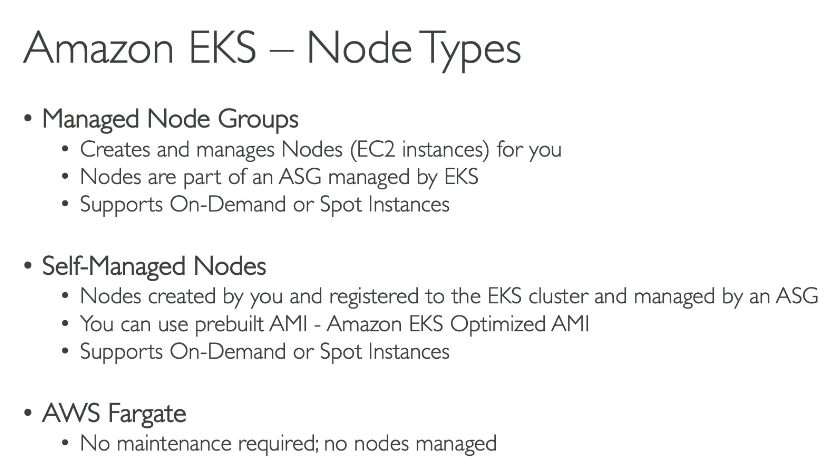 Amazon EKS – Node Types
• Managed Node Groups
• Creates and manages Nodes (EC2 instances) for you
• Nodes are part of an ASG managed by EKS
• Supports On-Demand or Spot Instances
• Self-Managed Nodes
• Nodes created by you and registered to the EKS cluster and managed by an ASG
• You can use prebuilt AMI - Amazon EKS Optimized AMI
• Supports On-Demand or Spot Instances
• AWS Fargate
• No maintenance required; no nodes managed